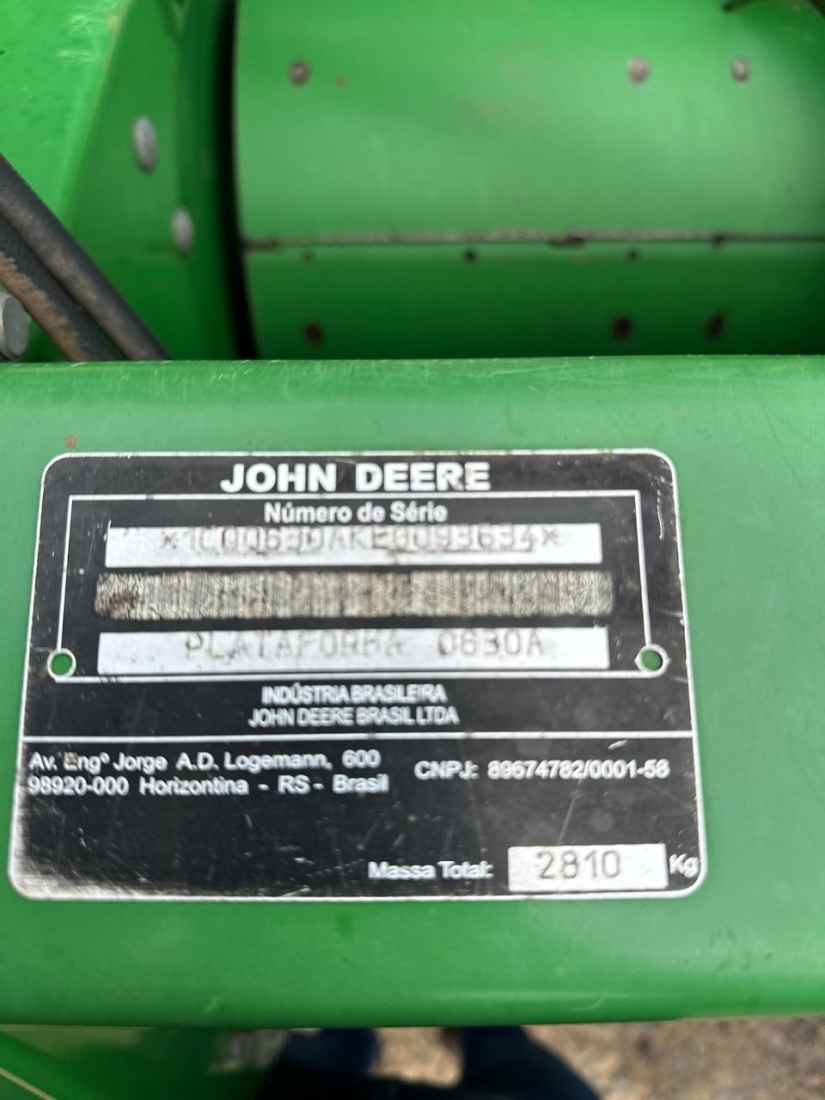 JOHN DEERE
Número de Série
PLATAFORMA 0630A
INDÚSTRIA BRASILEIRA
JOHN DEERE BRASIL LTDA
Av. Engº Jorge A.D. Logemann, 600
98920-000 Horizontina - RS - Brasil
CNPJ: 89674782/0001-58
Massa Total: 2810 Kg